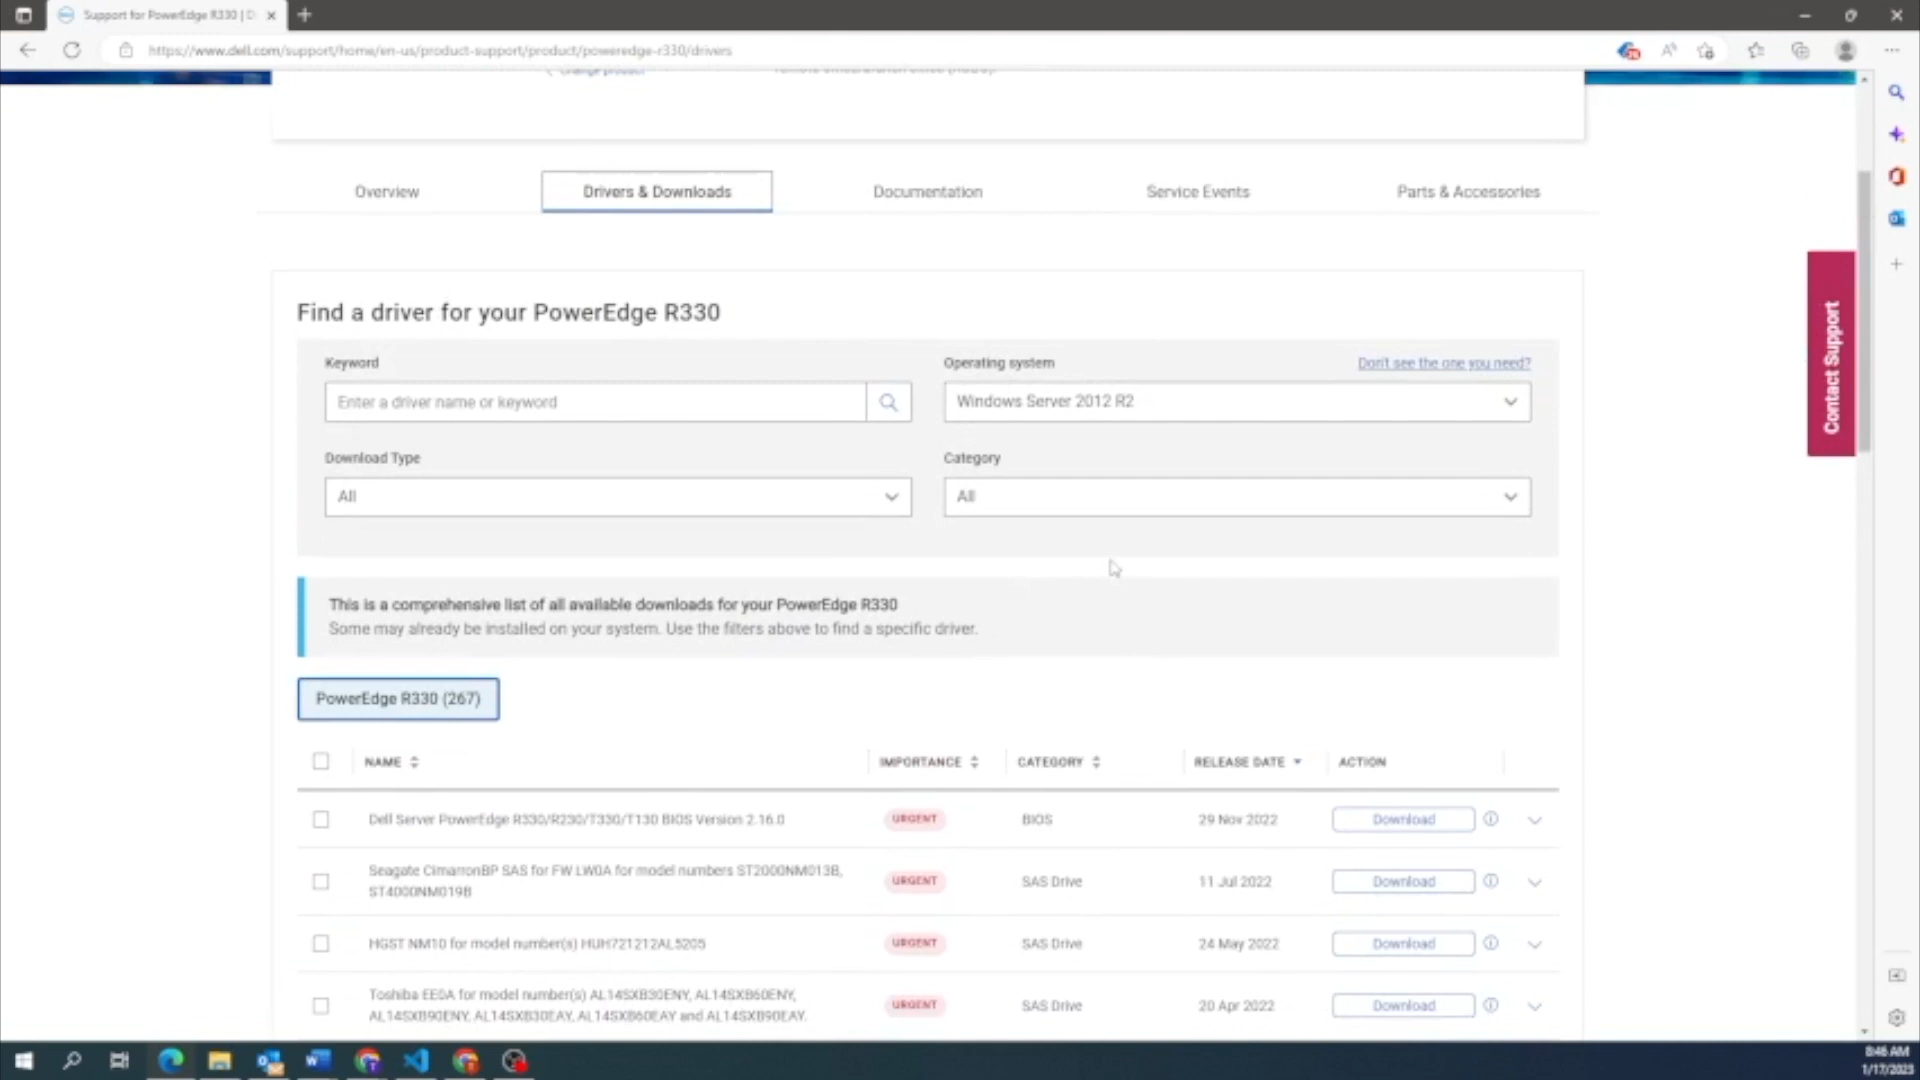 Support for PowerEdge R330 | D
https://www.dell.com/support/home/en-us/product-support/product/poweredge-r330/drivers
Change product
Overview
Drivers & Downloads
Documentation
Service Events
Parts & Accessories
Contact Support
Find a driver for your PowerEdge R330
Keyword
Operating system
Don't see the one you need?
Enter a driver name or keyword
Windows Server 2012 R2
Download Type
Category
All
All
This is a comprehensive list of all available downloads for your PowerEdge R330
Some may already be installed on your system. Use the filters above to find a specific driver.
PowerEdge R330 (267)
NAME
IMPORTANCE
CATEGORY
RELEASE DATE
ACTION
Dell Server PowerEdge R330/R230/T330/T130 BIOS Version 2.16.0
URGENT
BIOS
29 Nov 2022
Download
Seagate CimarronBP SAS for FW LW0A for model numbers ST2000NM013B,
ST4000NM019B
URGENT
SAS Drive
11 Jul 2022
Download
HGST NM10 for model number(s) HUH721212AL5205
URGENT
SAS Drive
24 May 2022
Download
Toshiba EE0A for model number(s) AL14SXB30ENY, AL14SXB60ENY,
AL14SXB90ENY, AL14SXB30EAY, AL14SXB60EAY and AL14SXB90EAY.
URGENT
SAS Drive
20 Apr 2022
Download
8:46 AM
1/17/2023